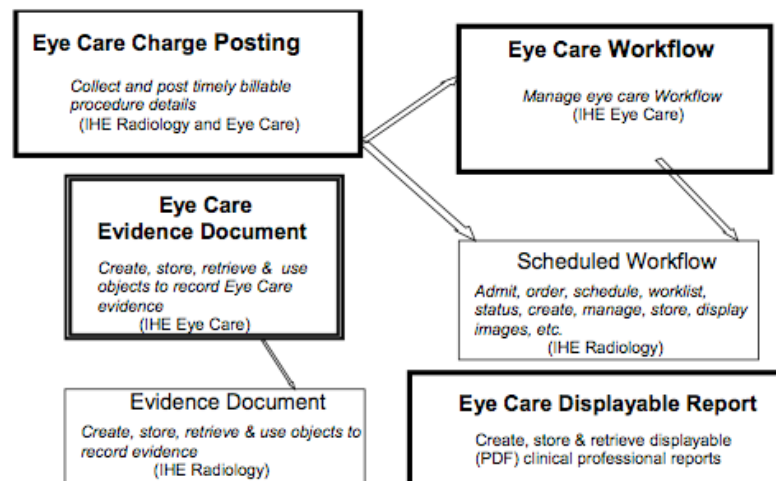 Eye Care Charge Posting
Collect and post timely billable
procedure details
(IHE Radiology and Eye Care)
Eye Care Workflow
Manage eye care Workflow
(IHE Eye Care)
Eye Care
Evidence Document
Create, store, retrieve & use
objects to record Eye Care
evidence
(IHE Eye Care)
Scheduled Workflow
Admit, order, schedule, worklist,
status, create, manage, store, display
images, etc.
(IHE Radiology)
Evidence Document
Create, store, retrieve & use objects to
record evidence
(IHE Radiology)
Eye Care Displayable Report
Create, store & retrieve displayable
(PDF) clinical professional reports